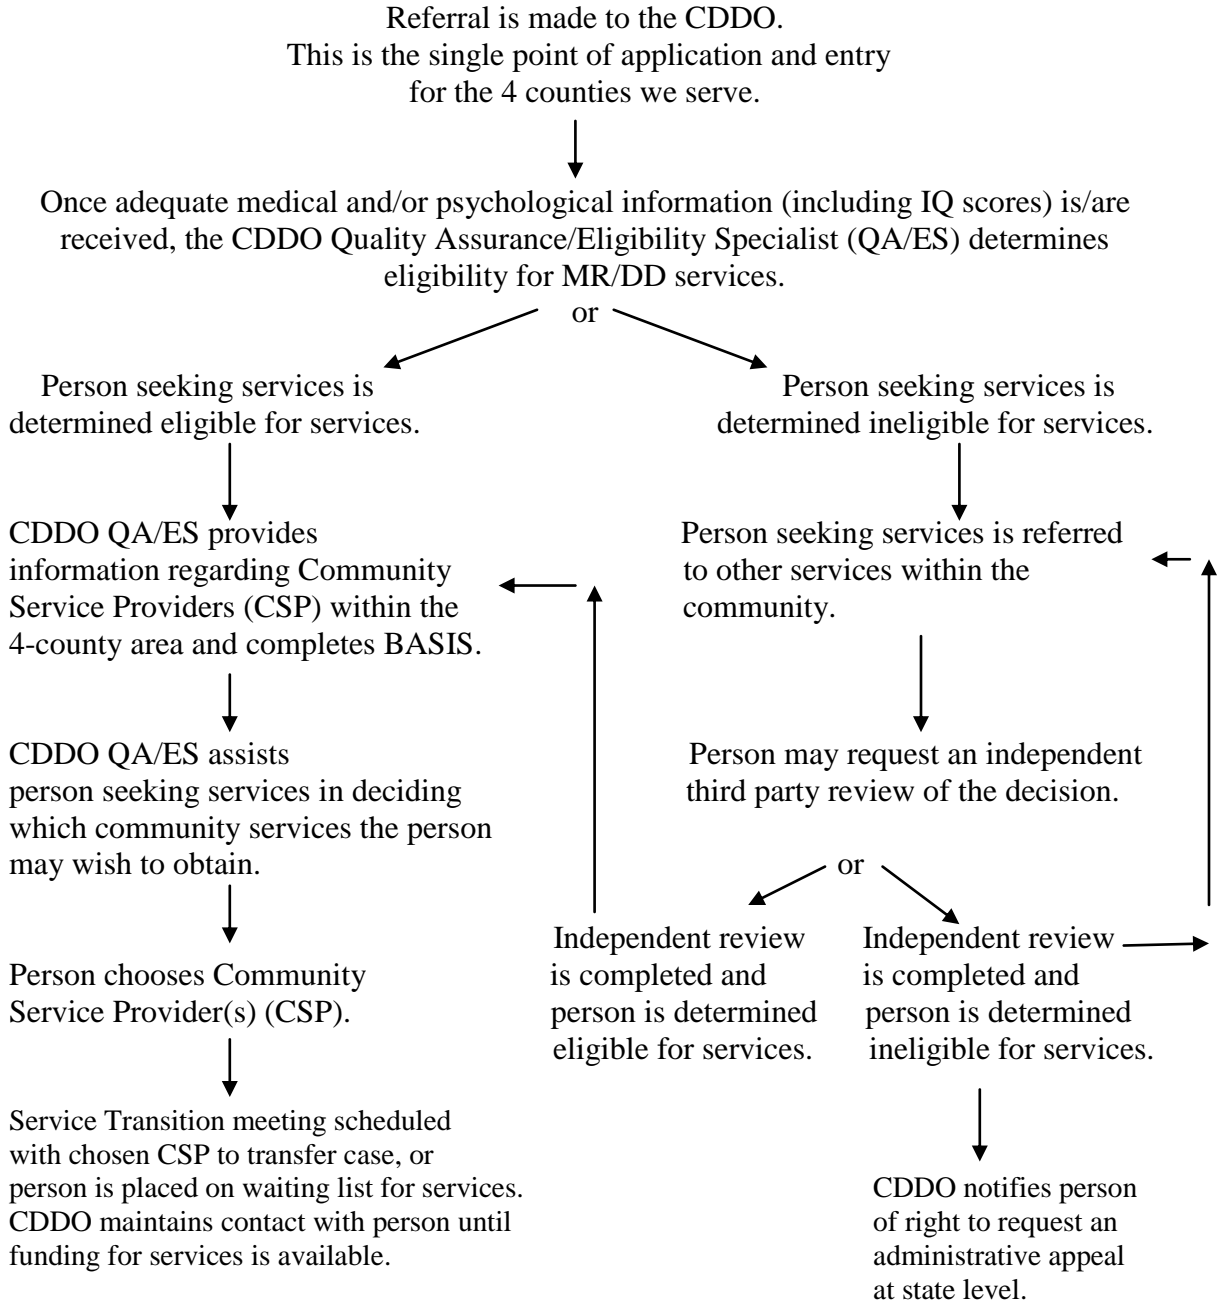 Referral is made to the CDDO.
This is the single point of application and entry
for the 4 counties we serve.
Once adequate medical and/or psychological information (including IQ scores) is/are
received, the CDDO Quality Assurance/Eligibility Specialist (QA/ES) determines
eligibility for MR/DD services.
or
Person seeking services is
determined eligible for services.
Person seeking services is
determined ineligible for services.
CDDO QA/ES provides
information regarding Community
Service Providers (CSP) within the
4-county area and completes BASIS.
Person seeking services is referred
to other services within the
community.
CDDO QA/ES assists
person seeking services in deciding
which community services the person
may wish to obtain.
Person may request an independent
third party review of the decision.
or
Person chooses Community
Service Provider(s) (CSP).
Independent review
is completed and
person is determined
eligible for services.
Independent review
is completed and
person is determined
ineligible for services.
Service Transition meeting scheduled
with chosen CSP to transfer case, or
person is placed on waiting list for services.
CDDO maintains contact with person until
funding for services is available.
CDDO notifies person
of right to request an
administrative appeal
at state level.